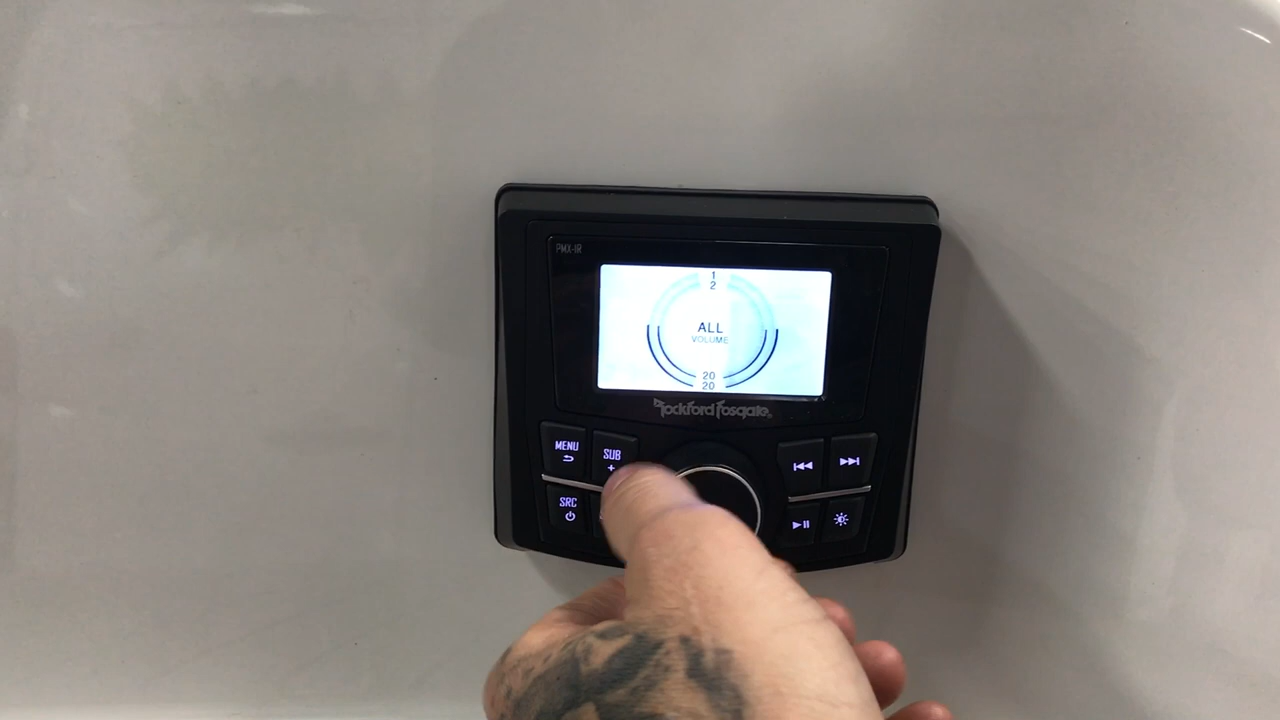 PMX-1R
1
2
ALL
VOLUME
20
20
Rockford Fosgate
MENU
SUB
+
SRC